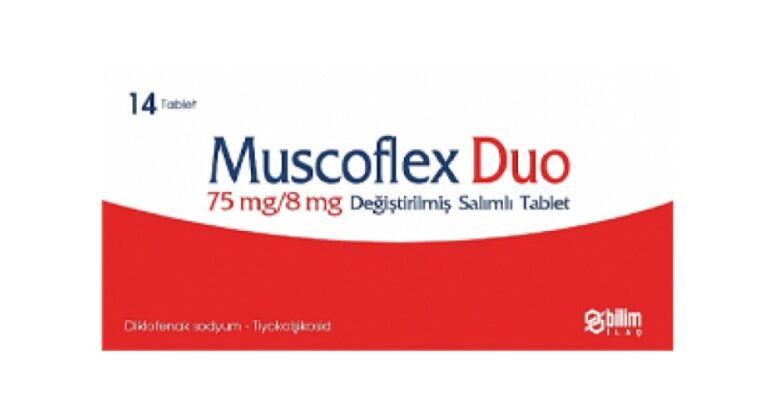 14 Tablet
Muscoflex Duo
75 mg/8 mg Değiştirilmiş Salımlı Tablet
Diklofenak sodyum - Tiyokolşikosid
bilim
İLAÇ